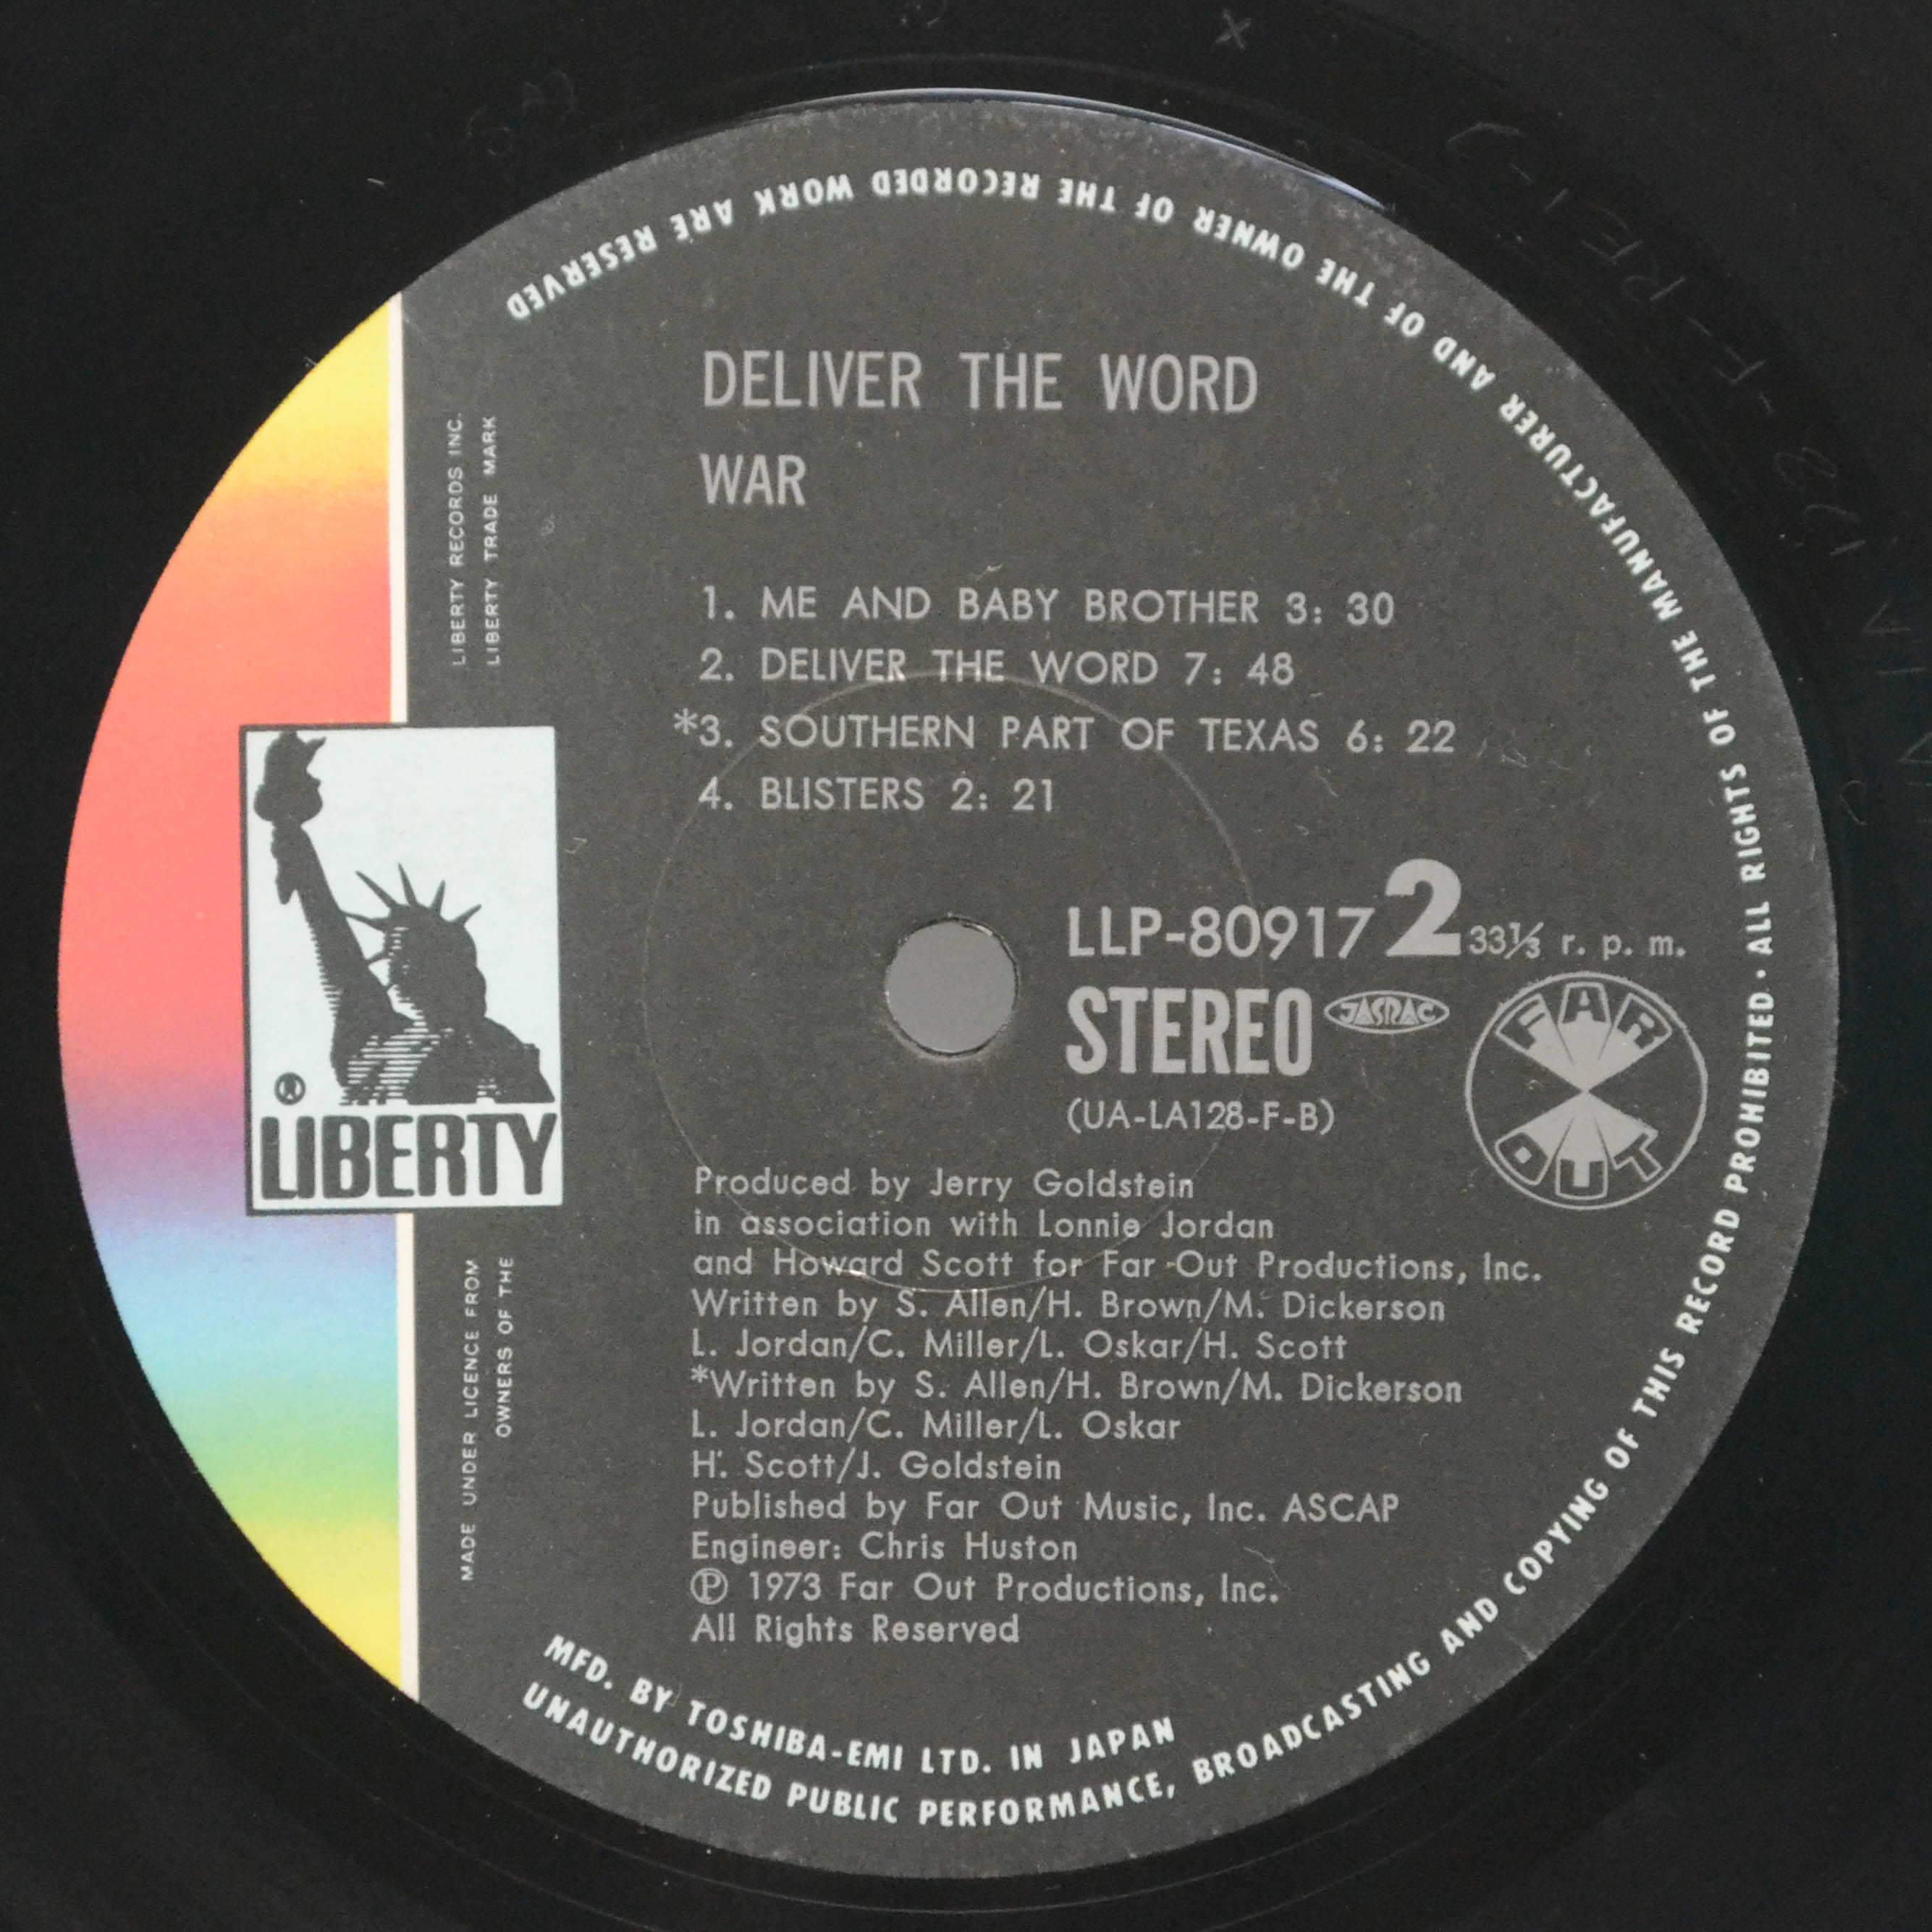 DELIVER THE WORD
WAR
1. ME AND BABY BROTHER 3: 30
2. DELIVER THE WORD 7: 48
*3. SOUTHERN PART OF TEXAS 6: 22
4. BLISTERS 2: 21
LLP-80917 2 33⅓ r. p. m.
STEREO JASRAC
(UA-LA128-F-B)
FAR
OUT
Produced by Jerry Goldstein
in association with Lonnie Jordan
and Howard Scott for Far Out Productions, Inc.
Written by S. Allen/H. Brown/M. Dickerson
L. Jordan/C. Miller/L. Oskar/H. Scott
*Written by S. Allen/H. Brown/M. Dickerson
L. Jordan/C. Miller/L. Oskar
H. Scott/J. Goldstein
Published by Far Out Music, Inc. ASCAP
Engineer: Chris Huston
℗ 1973 Far Out Productions, Inc.
All Rights Reserved
®
LIBERTY
MADE UNDER LICENCE FROM
OWNERS OF THE
LIBERTY RECORDS INC.
LIBERTY TRADE MARK
MFD. BY TOSHIBA-EMI LTD. IN JAPAN
UNAUTHORIZED PUBLIC PERFORMANCE, BROADCASTING AND COPYING OF THIS RECORD PROHIBITED · ALL RIGHTS OF THE MANUFACTURER AND OF THE OWNER OF THE RECORDED WORK ARE RESERVED